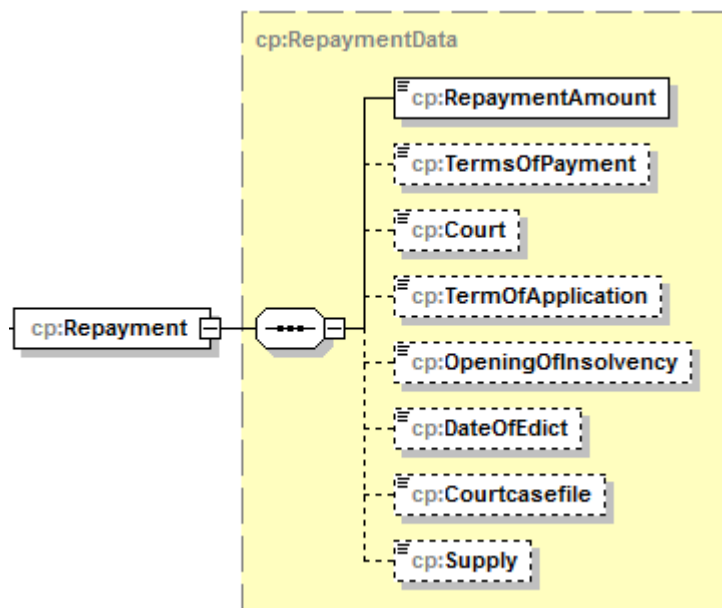 cp:RepaymentData
cp:RepaymentAmount
cp:TermsOfPayment
cp:Court
cp:TermOfApplication
cp:Repayment
cp:OpeningOfInsolvency
cp:DateOfEdict
cp:Courtcasefile
cp:Supply